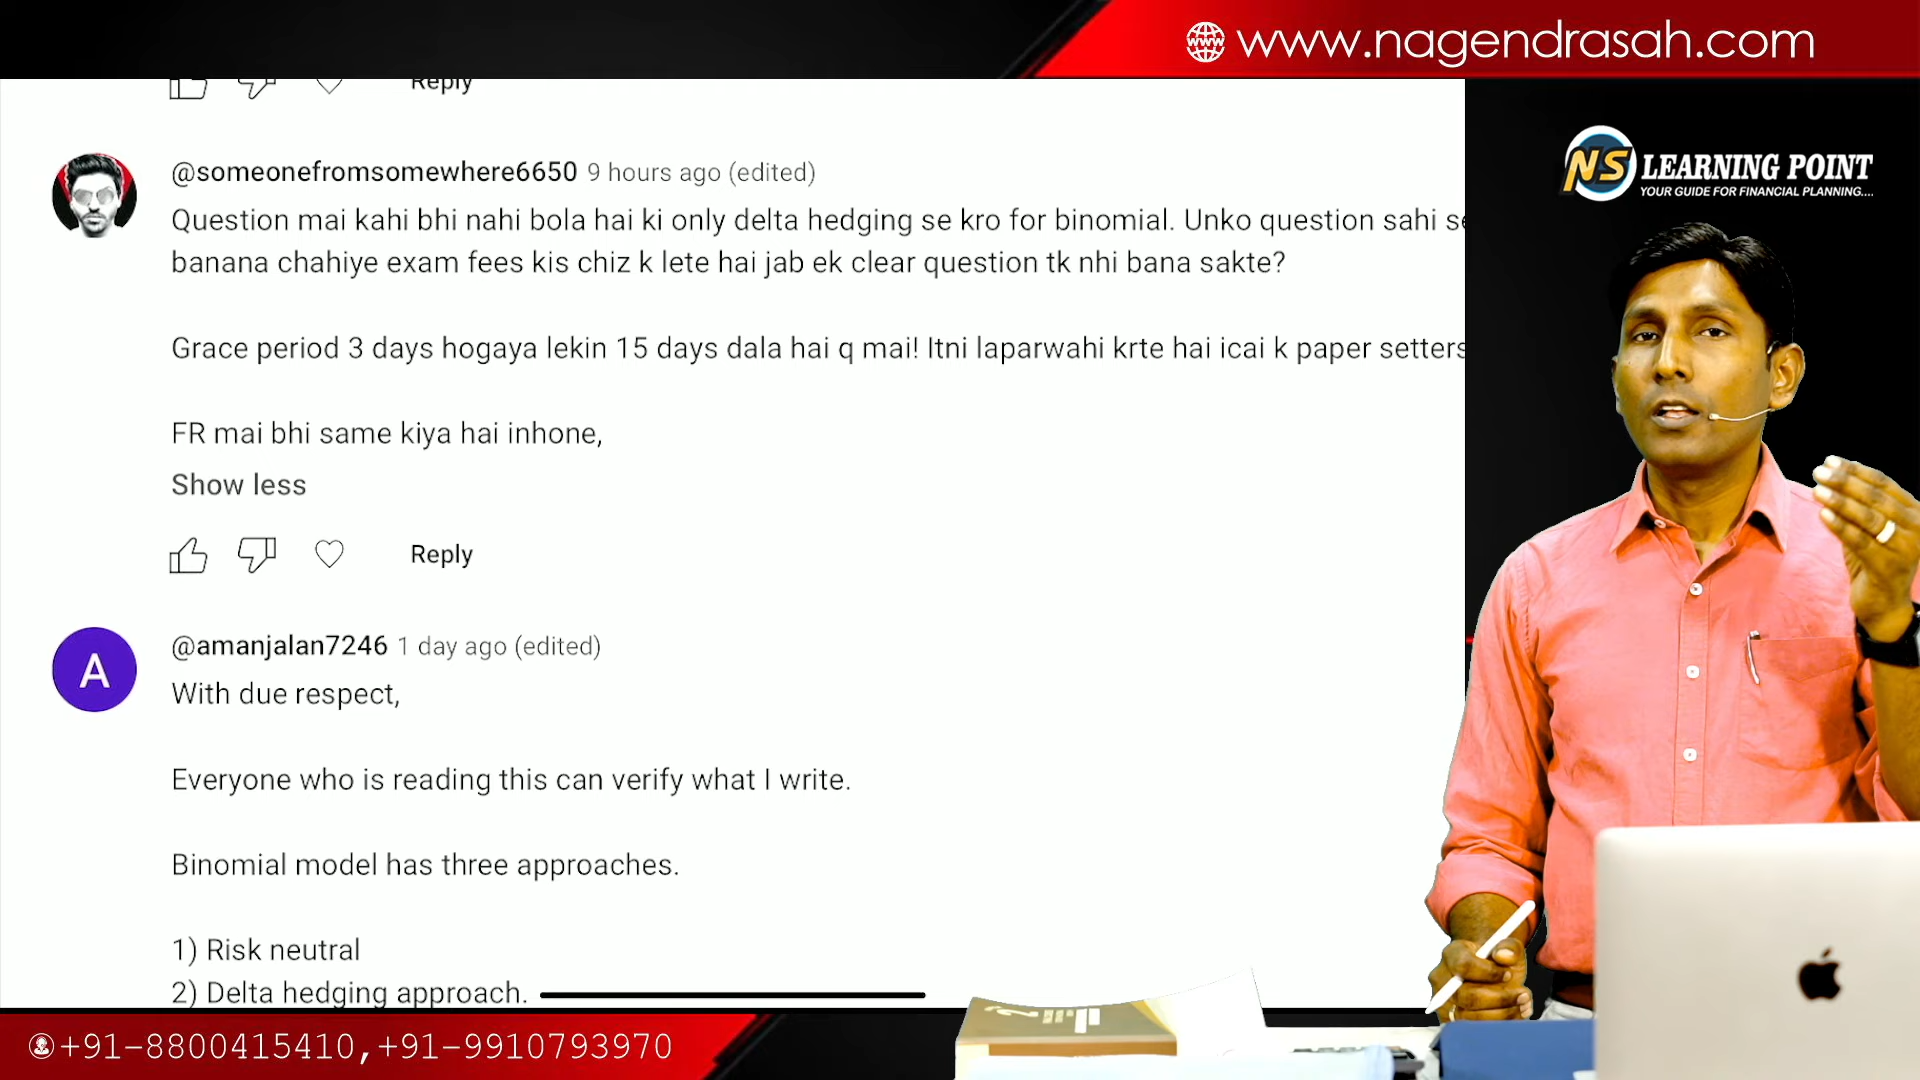 www.nagendrasah.com
Reply
NS LEARNING POINT
YOUR GUIDE FOR FINANCIAL PLANNING....
@someonefromsomewhere6650 9 hours ago (edited)
Question mai kahi bhi nahi bola hai ki only delta hedging se kro for binomial. Unko question sahi se
banana chahiye exam fees kis chiz k lete hai jab ek clear question tk nhi bana sakte?
Grace period 3 days hogaya lekin 15 days dala hai q mai! Itni laparwahi krte hai icai k paper setters
FR mai bhi same kiya hai inhone,
Show less
Reply
A
@amanjalan7246 1 day ago (edited)
With due respect,
Everyone who is reading this can verify what I write.
Binomial model has three approaches.
1) Risk neutral
2) Delta hedging approach.
+91-8800415410,+91-9910793970